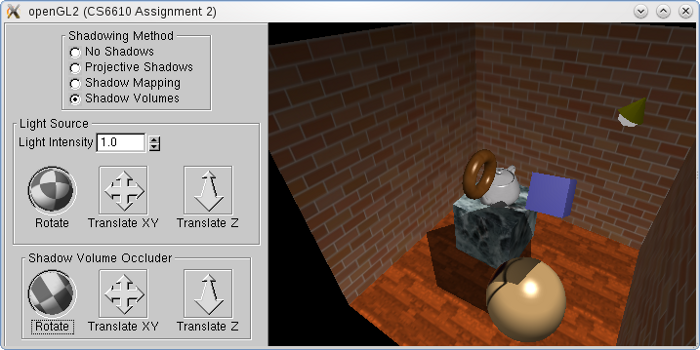 openGL2 (CS6610 Assignment 2)
Shadowing Method
No Shadows
Projective Shadows
Shadow Mapping
Shadow Volumes
Light Source
Light Intensity 1.0
Rotate Translate XY Translate Z
Shadow Volume Occluder
Rotate Translate XY Translate Z